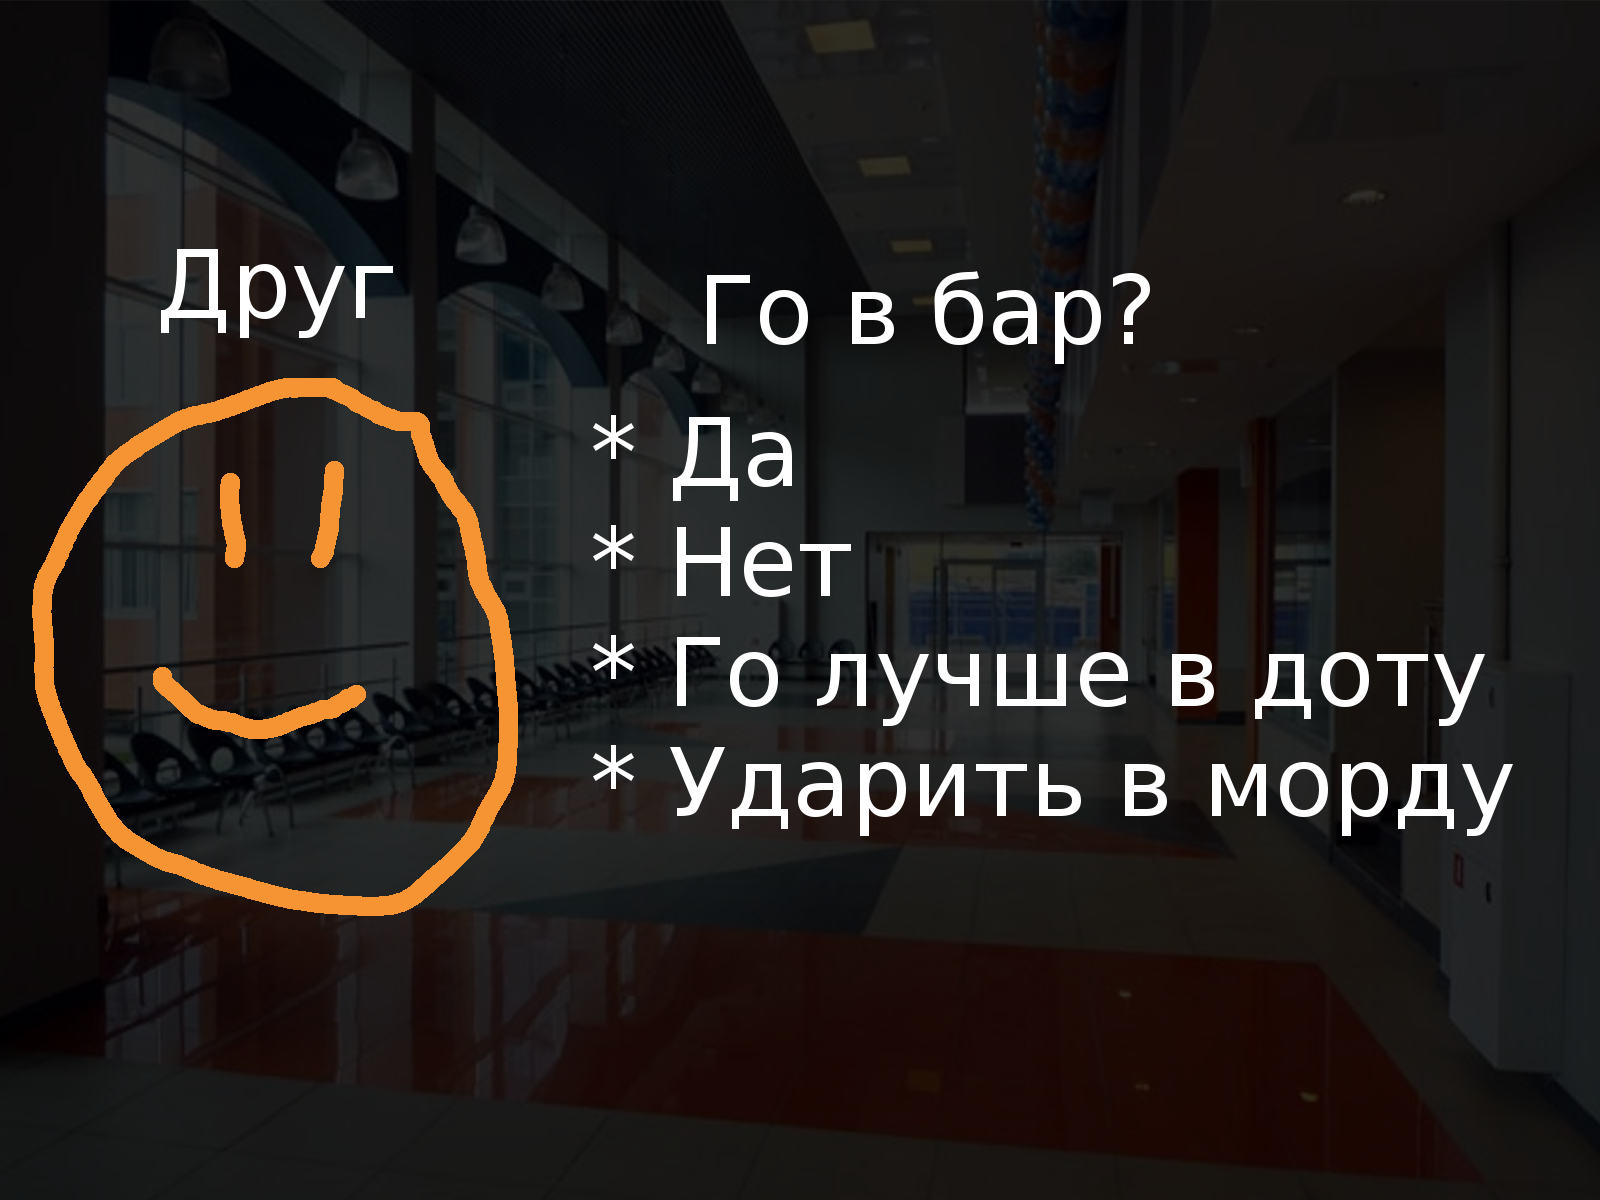 Друг
Го в бар?
* Да
* Нет
* Го лучше в доту
* Ударить в морду